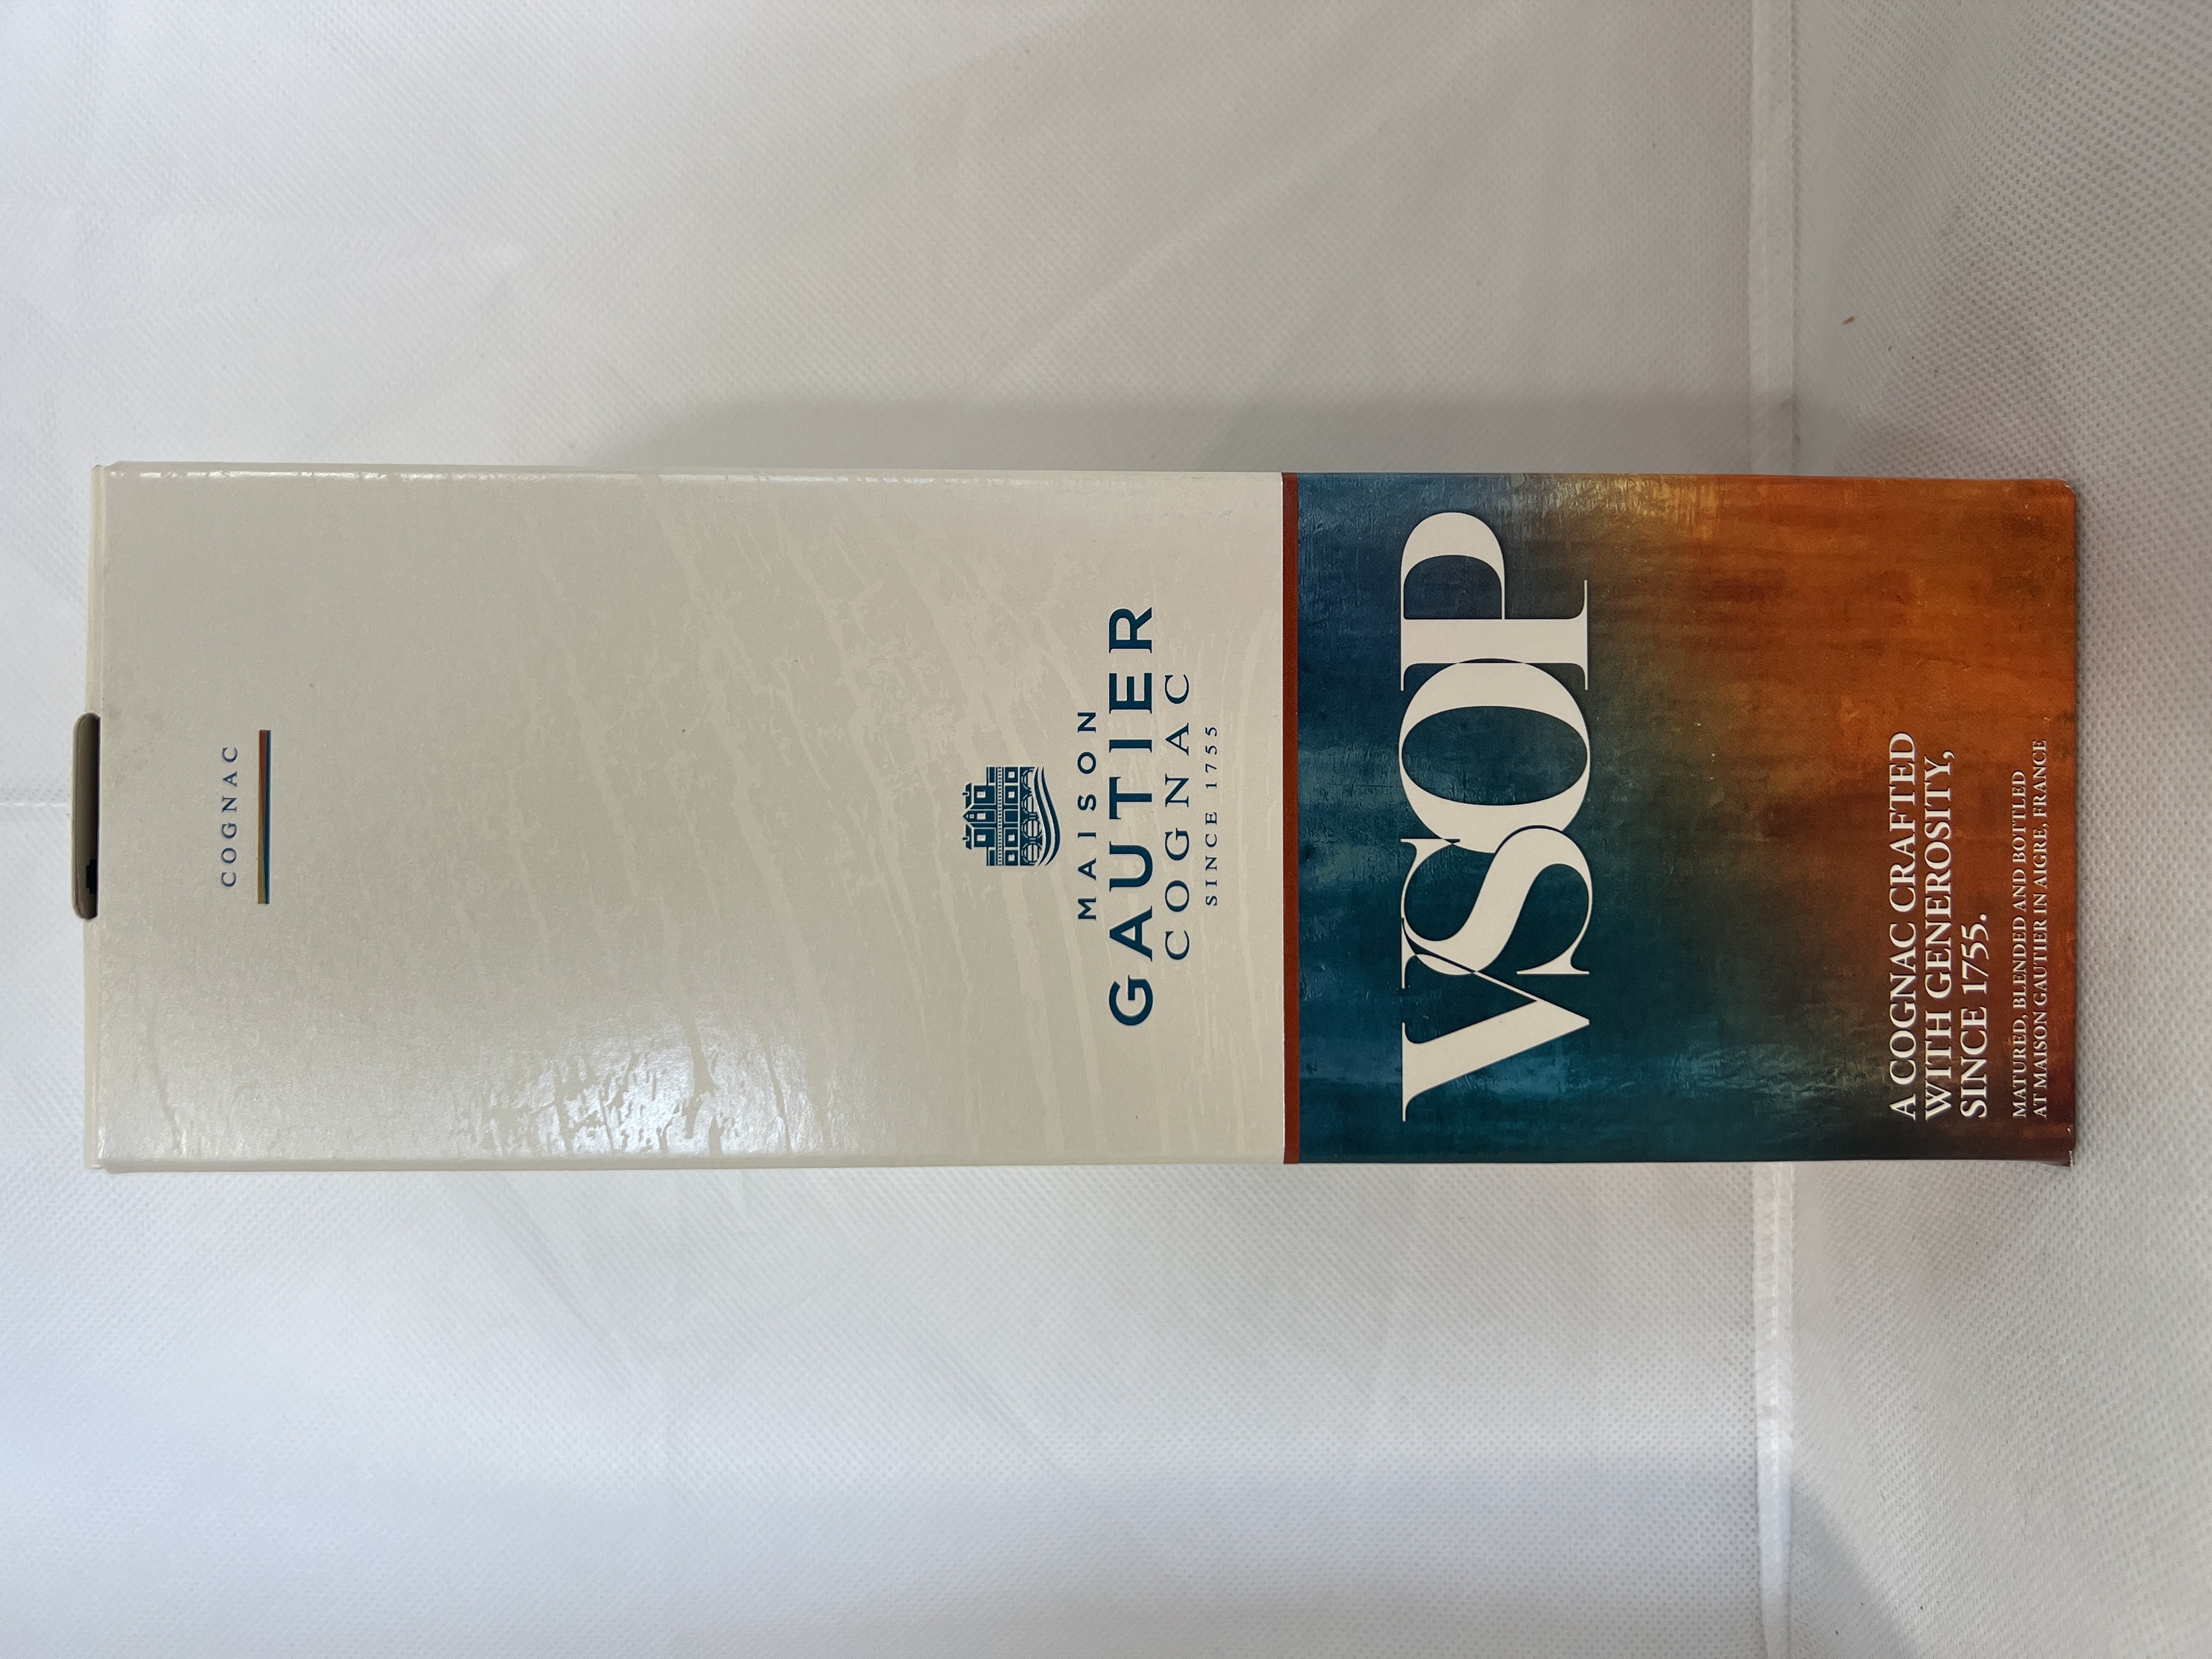 COGNAC
MAISON
GAUTIER
COGNAC
SINCE 1755
VSOP
A COGNAC CRAFTED
WITH GENEROSITY,
SINCE 1755.
MATURED, BLENDED AND BOTTLED
AT MAISON GAUTIER IN AIGRE, FRANCE